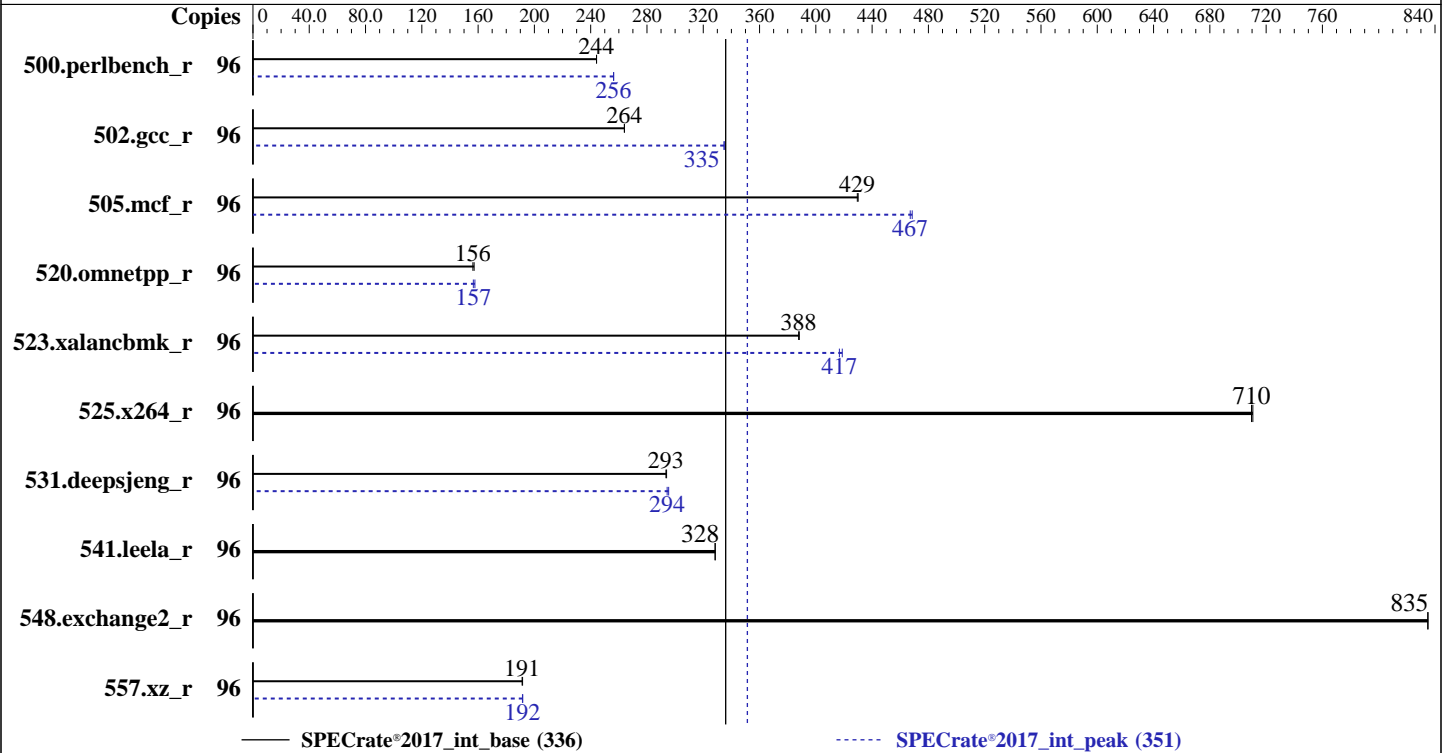 Copies 0 40.0 80.0 120 160 200 240 280 320 360 400 440 480 520 560 600 640 680 720 760 840
244
500.perlbench_r 96
256
264
502.gcc_r 96
335
429
505.mcf_r 96
467
156
520.omnetpp_r 96
157
388
523.xalancbmk_r 96
417
710
525.x264_r 96
293
531.deepsjeng_r 96
294
328
541.leela_r 96
835
548.exchange2_r 96
191
557.xz_r 96
192
SPECrate®2017_int_base (336) SPECrate®2017_int_peak (351)